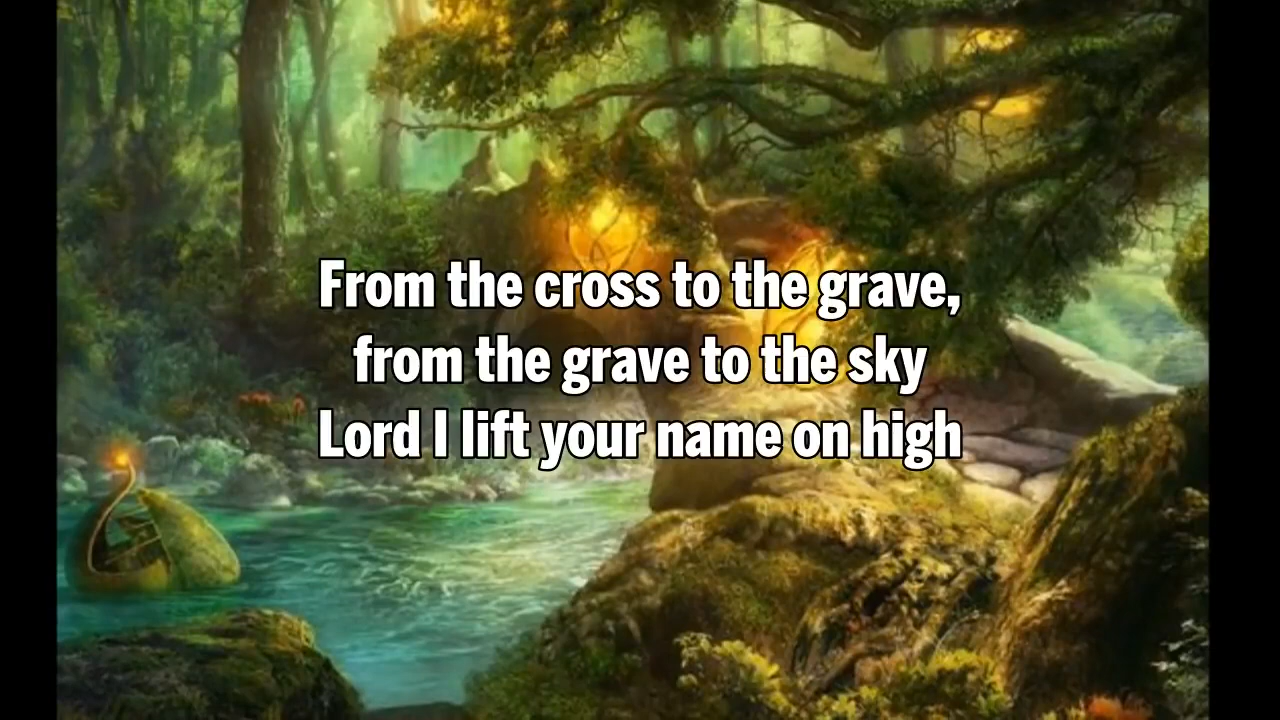 From the cross to the grave,
from the grave to the sky
Lord I lift your name on high